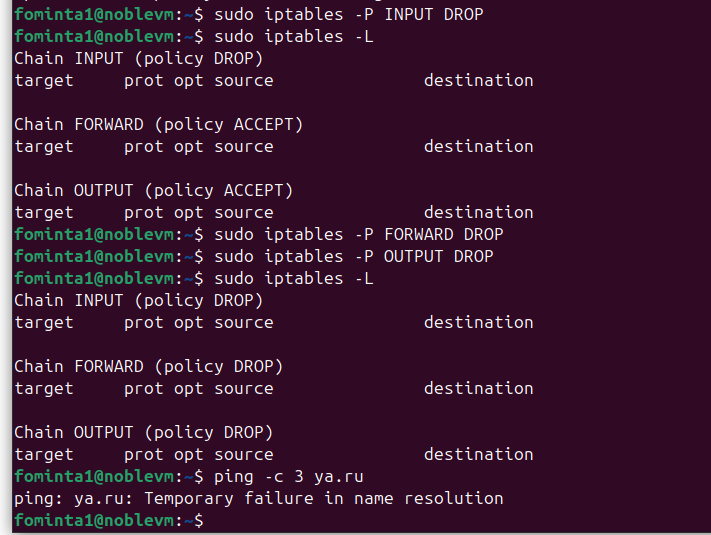 fominta1@noblevm:~$ sudo iptables -P INPUT DROP
fominta1@noblevm:~$ sudo iptables -L
Chain INPUT (policy DROP)
target     prot opt source               destination
Chain FORWARD (policy ACCEPT)
target     prot opt source               destination
Chain OUTPUT (policy ACCEPT)
target     prot opt source               destination
fominta1@noblevm:~$ sudo iptables -P FORWARD DROP
fominta1@noblevm:~$ sudo iptables -P OUTPUT DROP
fominta1@noblevm:~$ sudo iptables -L
Chain INPUT (policy DROP)
target     prot opt source               destination
Chain FORWARD (policy DROP)
target     prot opt source               destination
Chain OUTPUT (policy DROP)
target     prot opt source               destination
fominta1@noblevm:~$ ping -c 3 ya.ru
ping: ya.ru: Temporary failure in name resolution
fominta1@noblevm:~$